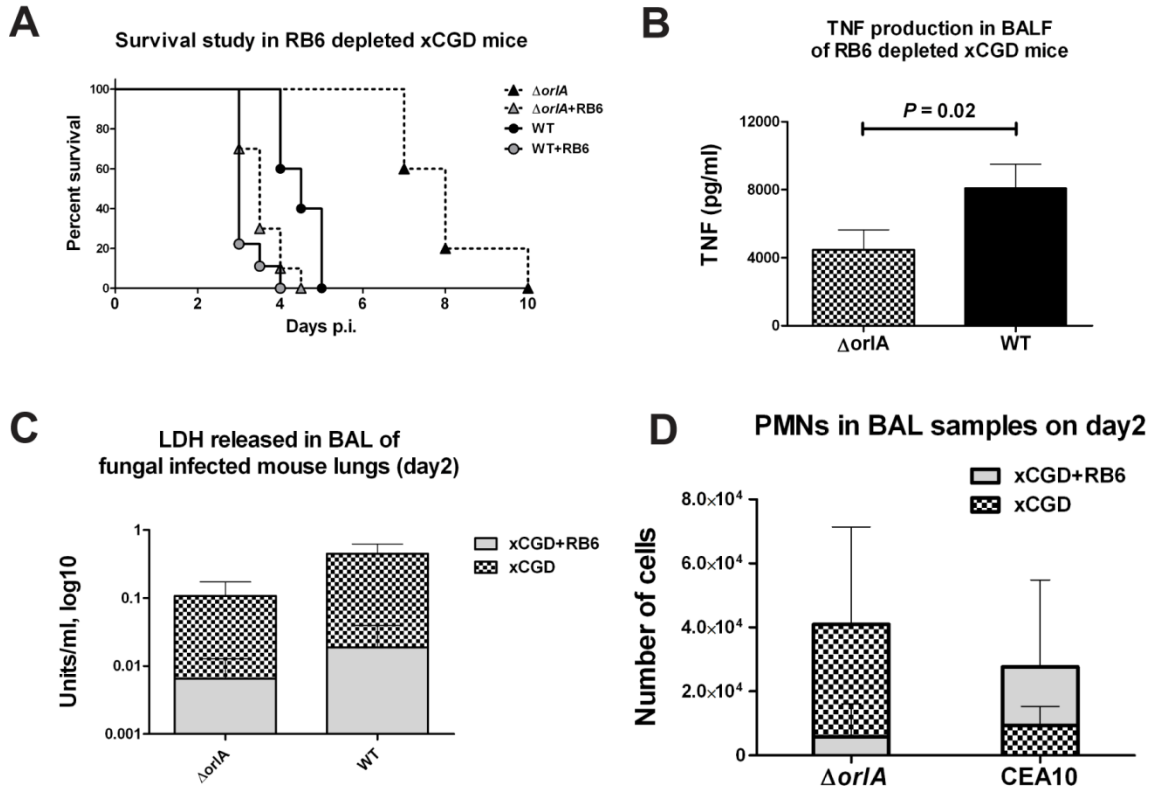 A
Survival study in RB6 depleted xCGD mice
Percent survival
100
80
60
40
20
0
0
2
4
6
8
10
Days p.i.
ΔorlA
ΔorlA+RB6
WT
WT+RB6
B
TNF production in BALF
of RB6 depleted xCGD mice
P = 0.02
TNF (pg/ml)
12000
8000
4000
0
ΔorlA
WT
C
LDH released in BAL of
fungal infected mouse lungs (day2)
Units/ml, log10
1
0.1
0.01
0.001
ΔorlA
WT
xCGD+RB6
xCGD
D
PMNs in BAL samples on day2
xCGD+RB6
xCGD
Number of cells
8.0×10⁴
6.0×10⁴
4.0×10⁴
2.0×10⁴
0
ΔorlA
CEA10